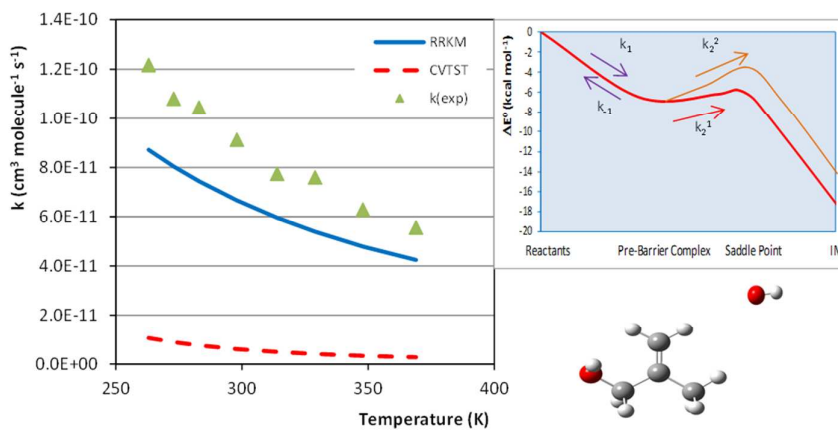 1.4E-10
1.2E-10
1.0E-10
8.0E-11
6.0E-11
4.0E-11
2.0E-11
0.0E+00
k (cm³ molecule⁻¹ s⁻¹)
RRKM
CVTST
k(exp)
250
300
350
400
Temperature (K)
ΔE⁰ (kcal mol⁻¹)
0
-2
-4
-6
-8
-10
-12
-14
-16
-18
-20
k₁
k₋₁
k₂²
k₂¹
Reactants
Pre-Barrier Complex
Saddle Point